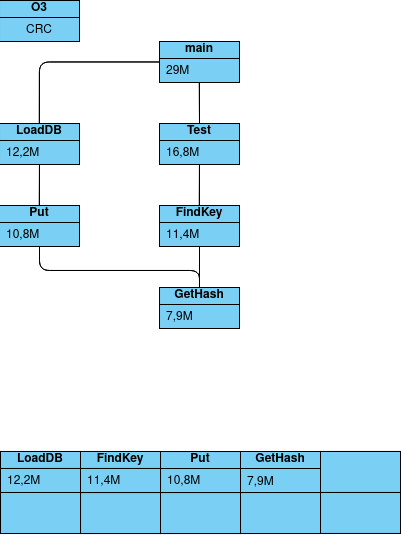 O3
CRC
main
29M
LoadDB
Test
12,2M
16,8M
Put
FindKey
10,8M
11,4M
GetHash
7,9M
LoadDB FindKey Put GetHash
12,2M 11,4M 10,8M 7,9M